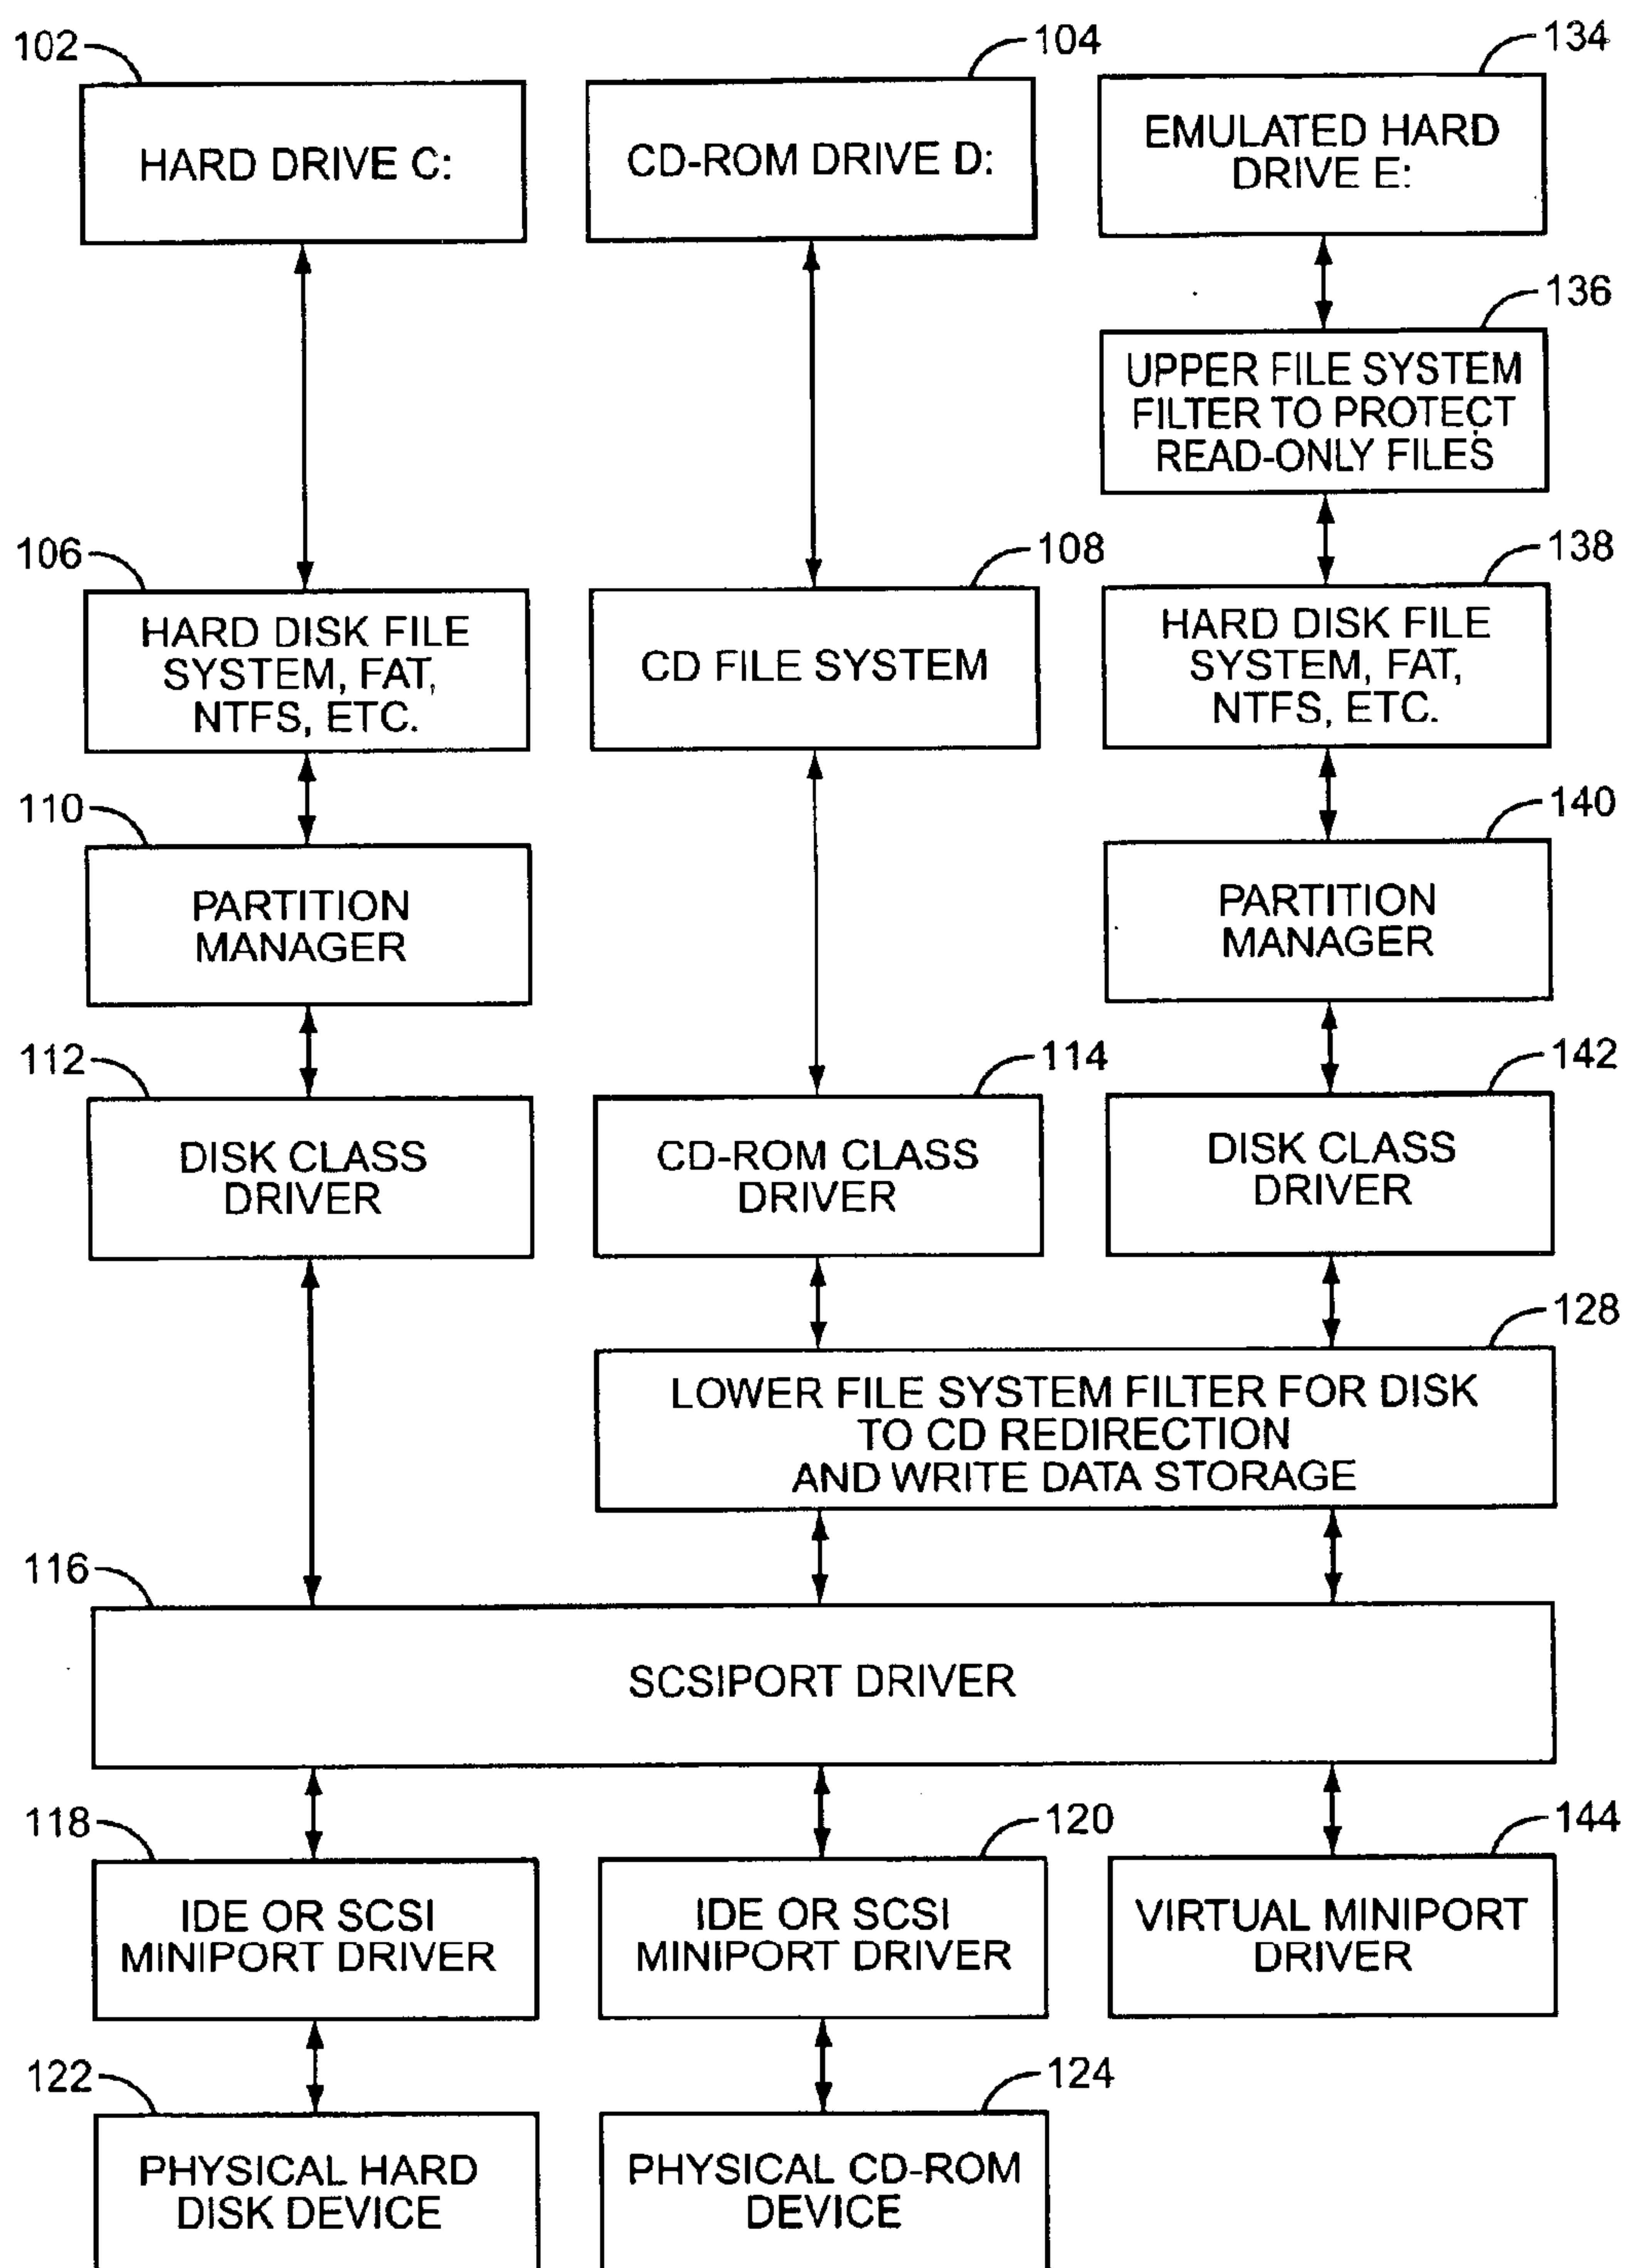 102
104
134
HARD DRIVE C:
CD-ROM DRIVE D:
EMULATED HARD
DRIVE E:
136
UPPER FILE SYSTEM
FILTER TO PROTECT
READ-ONLY FILES
106
108
138
HARD DISK FILE
SYSTEM, FAT,
NTFS, ETC.
CD FILE SYSTEM
HARD DISK FILE
SYSTEM, FAT,
NTFS, ETC.
110
140
PARTITION
MANAGER
PARTITION
MANAGER
112
114
142
DISK CLASS
DRIVER
CD-ROM CLASS
DRIVER
DISK CLASS
DRIVER
128
LOWER FILE SYSTEM FILTER FOR DISK
TO CD REDIRECTION
AND WRITE DATA STORAGE
116
SCSIPORT DRIVER
118
120
144
IDE OR SCSI
MINIPORT DRIVER
IDE OR SCSI
MINIPORT DRIVER
VIRTUAL MINIPORT
DRIVER
122
124
PHYSICAL HARD
DISK DEVICE
PHYSICAL CD-ROM
DEVICE